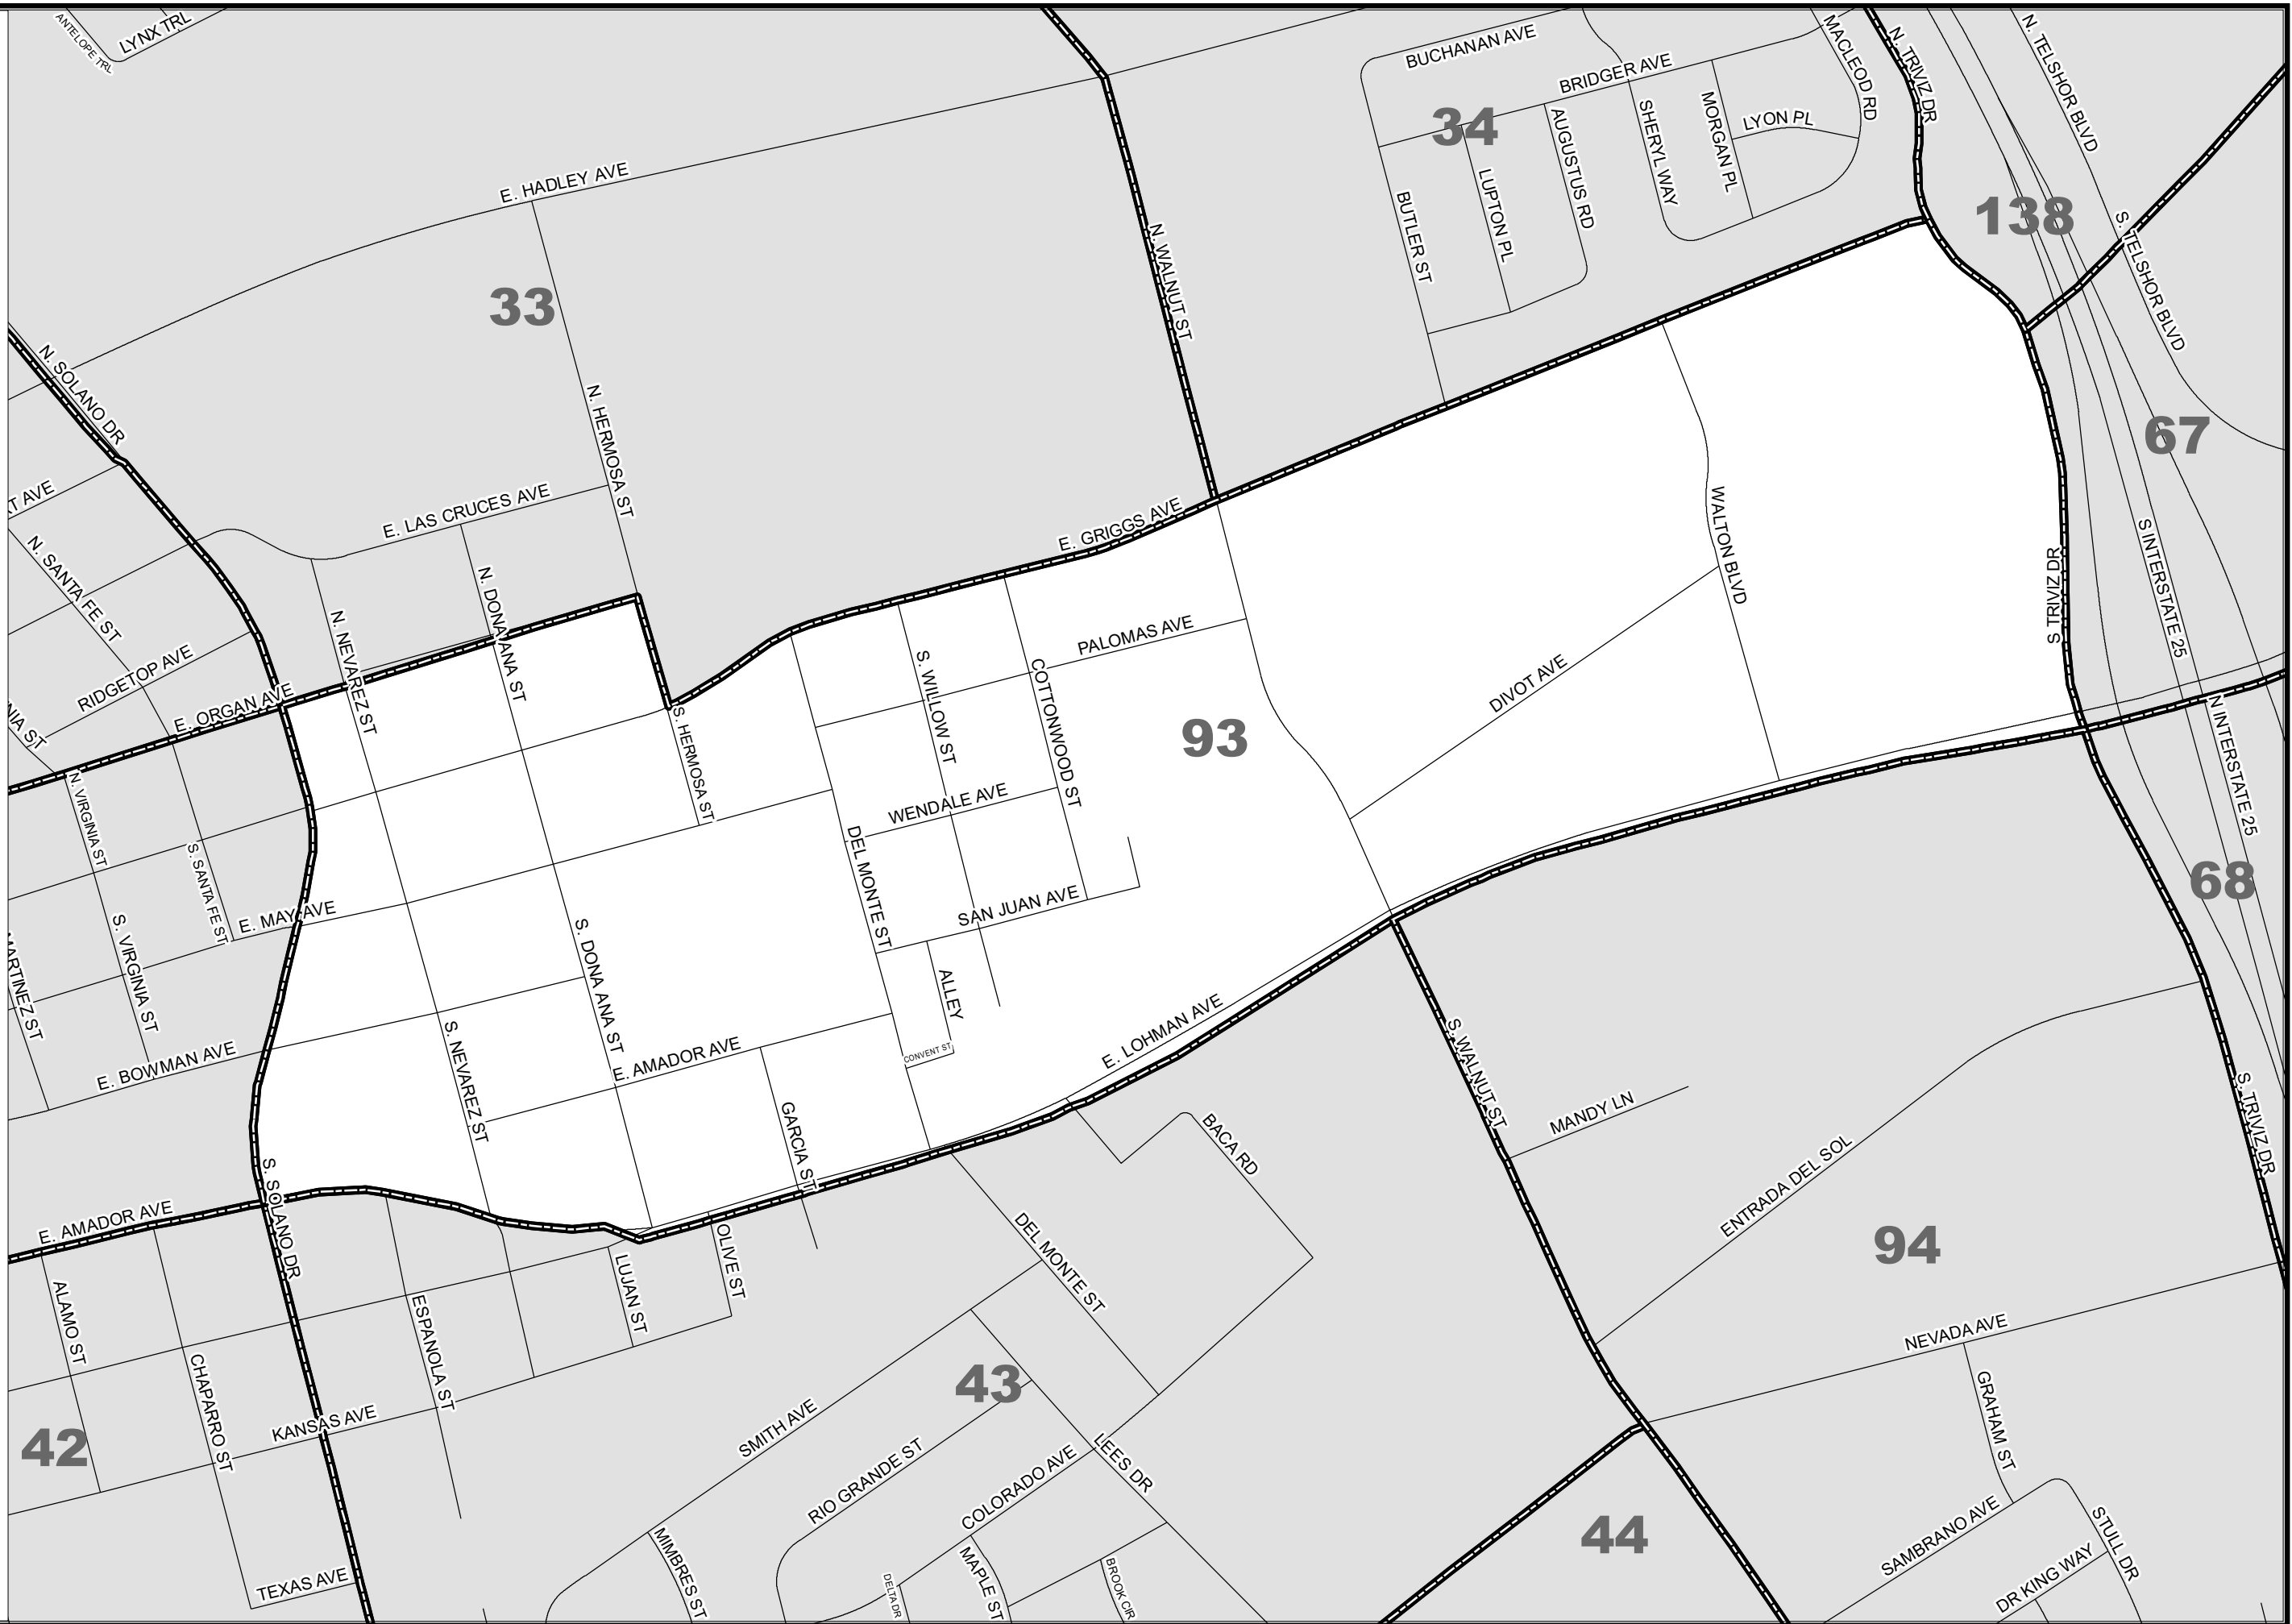 ANTELOPE TRL
LYNX TRL
BUCHANAN AVE
BRIDGER AVE
MACLEOD RD
N. TRIVIZ DR
N. TELSHOR BLVD
34
AUGUSTUS RD
SHERYL WAY
MORGAN PL
LYON PL
LUPTON PL
BUTLER ST
138
S. TELSHOR BLVD
E. HADLEY AVE
N. WALNUT ST
33
N. SOLANO DR
N. HERMOSA ST
67
T AVE
E. LAS CRUCES AVE
E. GRIGGS AVE
WALTON BLVD
S INTERSTATE 25
N. SANTA FE ST
N. NEVAREZ ST
N. DONA ANA ST
S TRIVIZ DR
RIDGETOP AVE
PALOMAS AVE
S. WILLOW ST
COTTONWOOD ST
DIVOT AVE
E. ORGAN AVE
NIA ST
S. HERMOSA ST
93
N INTERSTATE 25
N. VIRGINIA ST
S. SANTA FE ST
WENDALE AVE
DEL MONTE ST
68
E. MAY AVE
SAN JUAN AVE
S. VIRGINIA ST
MARTINEZ ST
S. DONA ANA ST
ALLEY
E. LOHMAN AVE
CONVENT ST
E. BOWMAN AVE
S. NEVAREZ ST
E. AMADOR AVE
S. WALNUT ST
GARCIA ST
MANDY LN
BACA RD
ENTRADA DEL SOL
S. TRIVIZ DR
S. SOLANO DR
E. AMADOR AVE
94
DEL MONTE ST
OLIVE ST
LUJAN ST
ALAMO ST
ESPANOLA ST
NEVADA AVE
43
CHAPARRO ST
GRAHAM ST
42
KANSAS AVE
SMITH AVE
RIO GRANDE ST
COLORADO AVE
LEES DR
44
SAMBRANO AVE
STULL DR
MIMBRES ST
MAPLE ST
DELTA DR
BROOK CIR
TEXAS AVE
DR KING WAY